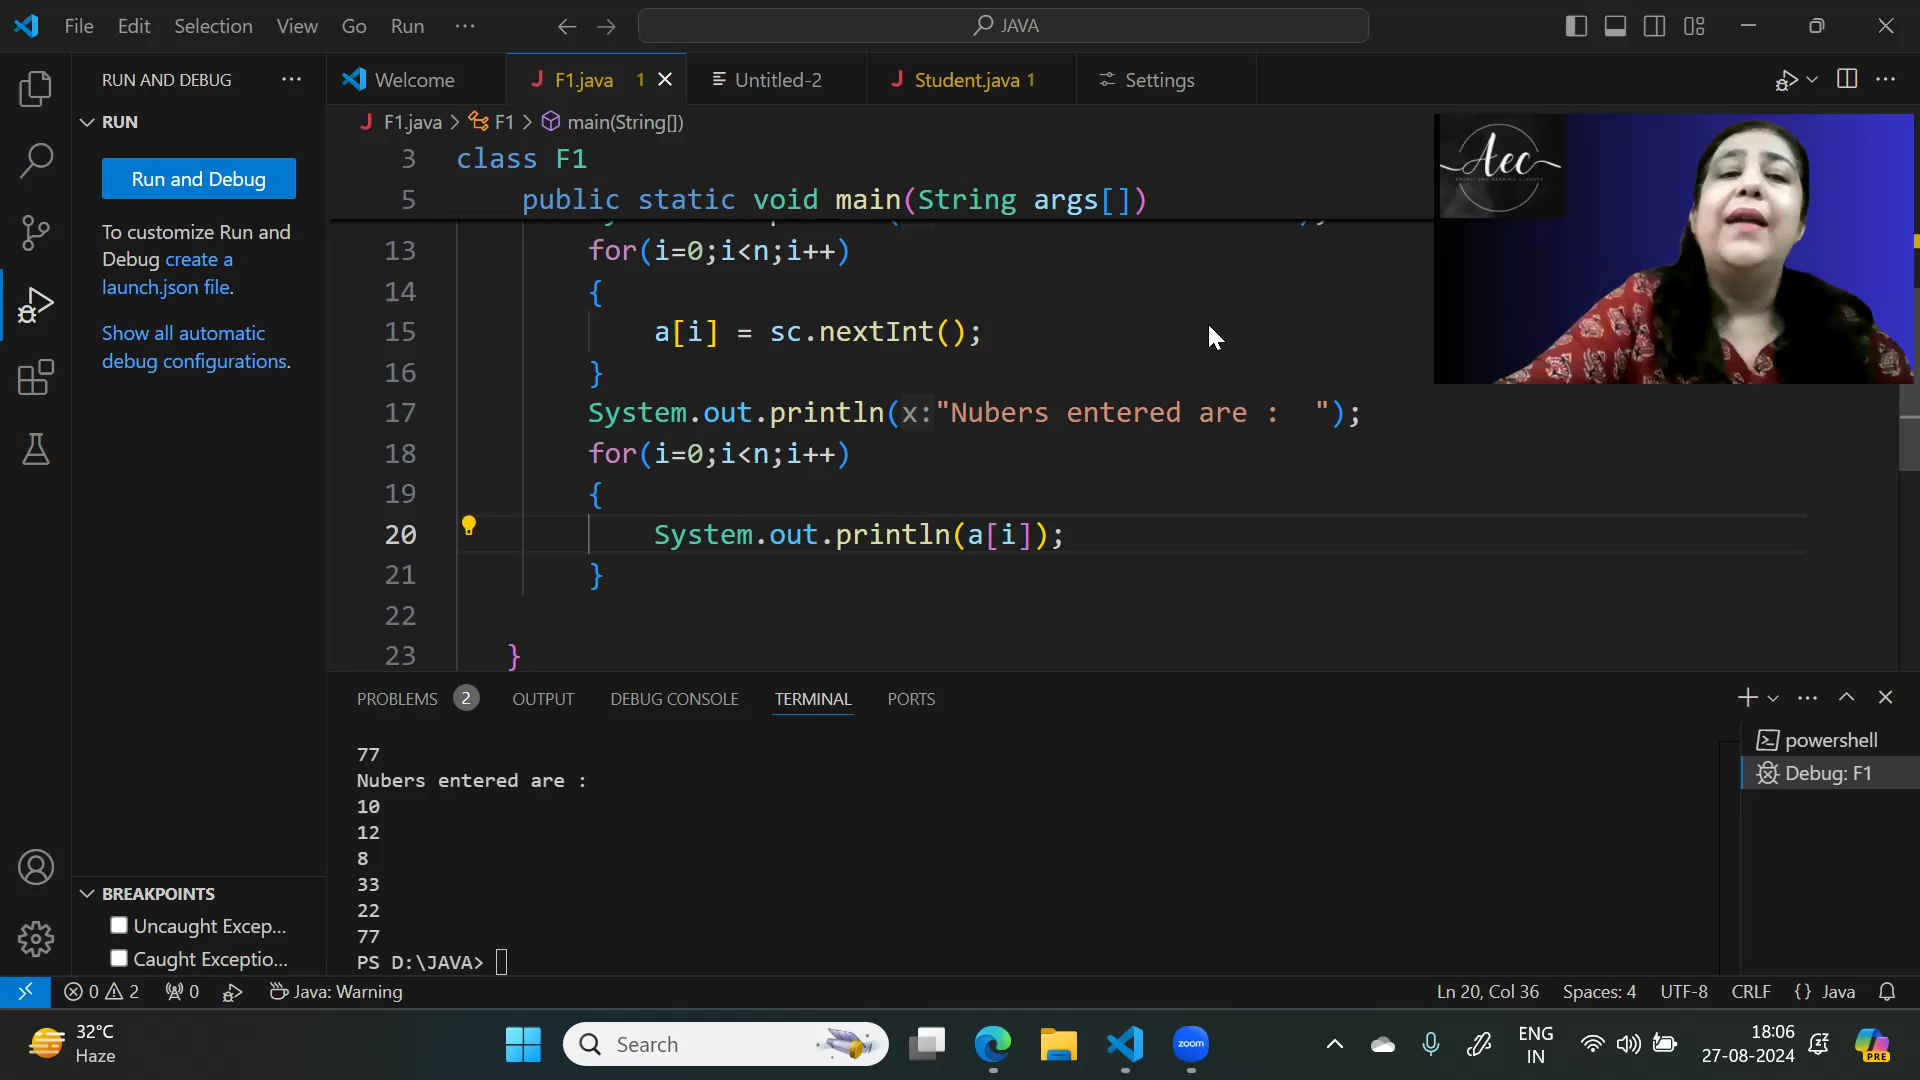 File Edit Selection View Go Run ... JAVA
RUN AND DEBUG ... Welcome F1.java 1 Untitled-2 Student.java 1 Settings
F1.java > F1 > main(String[])
RUN
Run and Debug
To customize Run and
Debug create a
launch.json file.
Show all automatic
debug configurations.
3 class F1
5 public static void main(String args[])
13 for(i=0;i<n;i++)
14 {
15 a[i] = sc.nextInt();
16 }
17 System.out.println(x:"Nubers entered are :  ");
18 for(i=0;i<n;i++)
19 {
20 System.out.println(a[i]);
21 }
22
23 }
Aec
PROBLEMS 2 OUTPUT DEBUG CONSOLE TERMINAL PORTS
77
Nubers entered are :
10
12
8
33
22
77
PS D:\JAVA>
powershell
Debug: F1
BREAKPOINTS
Uncaught Excep...
Caught Exceptio...
0 2 0 Java: Warning Ln 20, Col 36 Spaces: 4 UTF-8 CRLF {} Java
32°C
Haze
Search
zoom
ENG
IN
18:06
27-08-2024
PRE